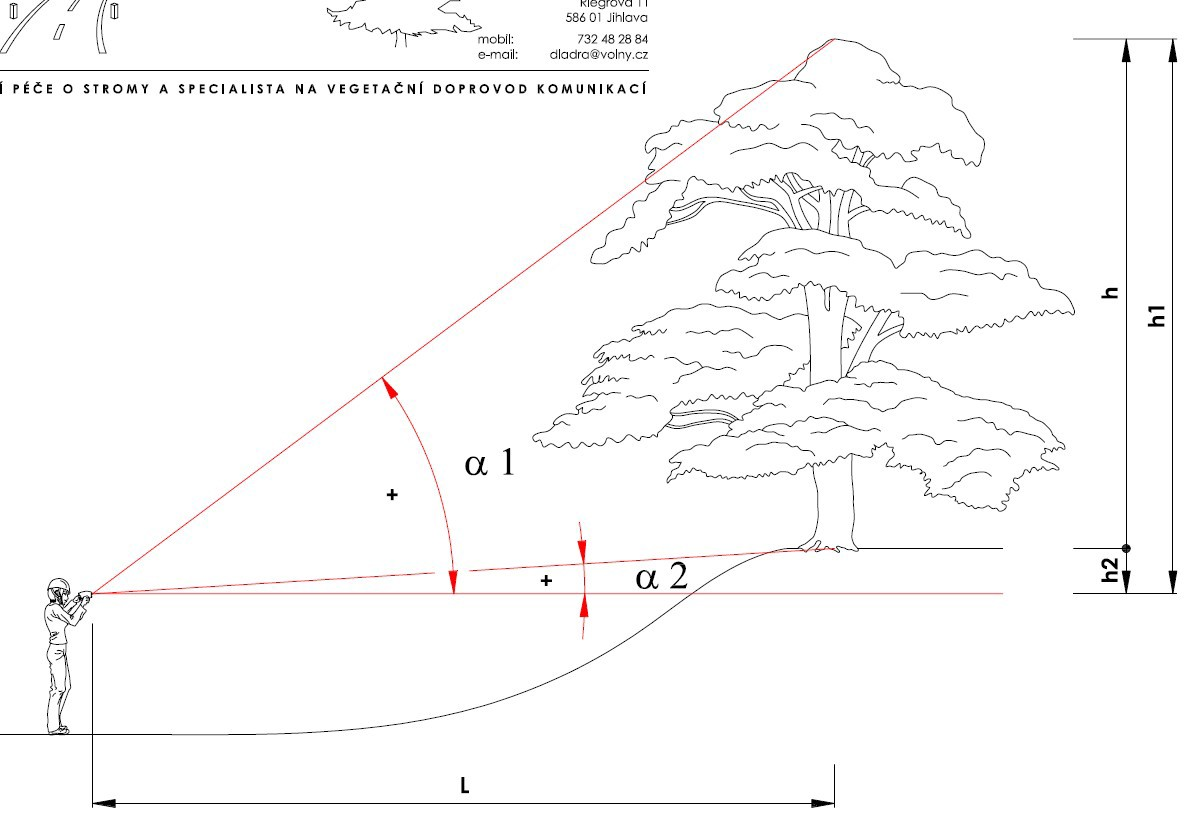 Riegrova 11
586 01 Jihlava
mobil: 732 48 28 84
e-mail: dladra@volny.cz
Í PÉČE O STROMY A SPECIALISTA NA VEGETAČNÍ DOPROVOD KOMUNIKACÍ
h
h1
α 1
+
+
α 2
h2
L